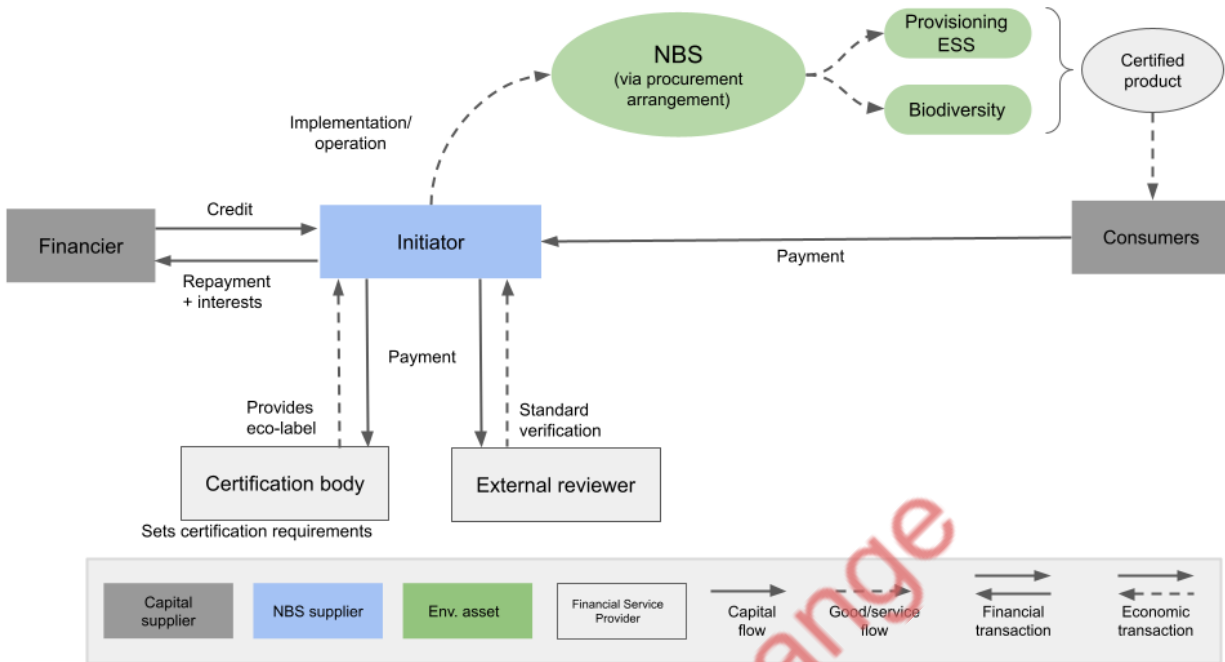 Provisioning
ESS
NBS
(via procurement
arrangement)
Certified
product
Biodiversity
Implementation/
operation
Credit
Financier
Initiator
Consumers
Payment
Repayment
+ interests
Payment
Provides
eco-label
Standard
verification
Certification body
External reviewer
Sets certification requirements
Capital
supplier
NBS supplier
Env. asset
Financial Service
Provider
Capital
flow
Good/service
flow
Financial
transaction
Economic
transaction